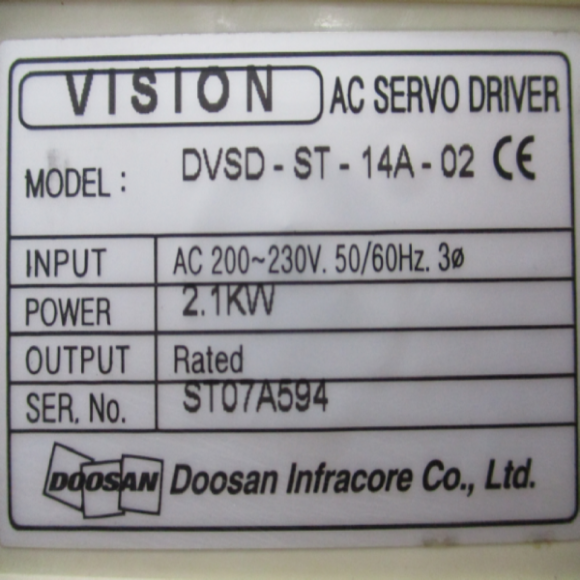 VISION AC SERVO DRIVER
MODEL : DVSD - ST - 14A - 02 CE
INPUT AC 200~230V. 50/60Hz. 3ø
POWER 2.1KW
OUTPUT Rated
SER. No. ST07A594
DOOSAN Doosan Infracore Co., Ltd.